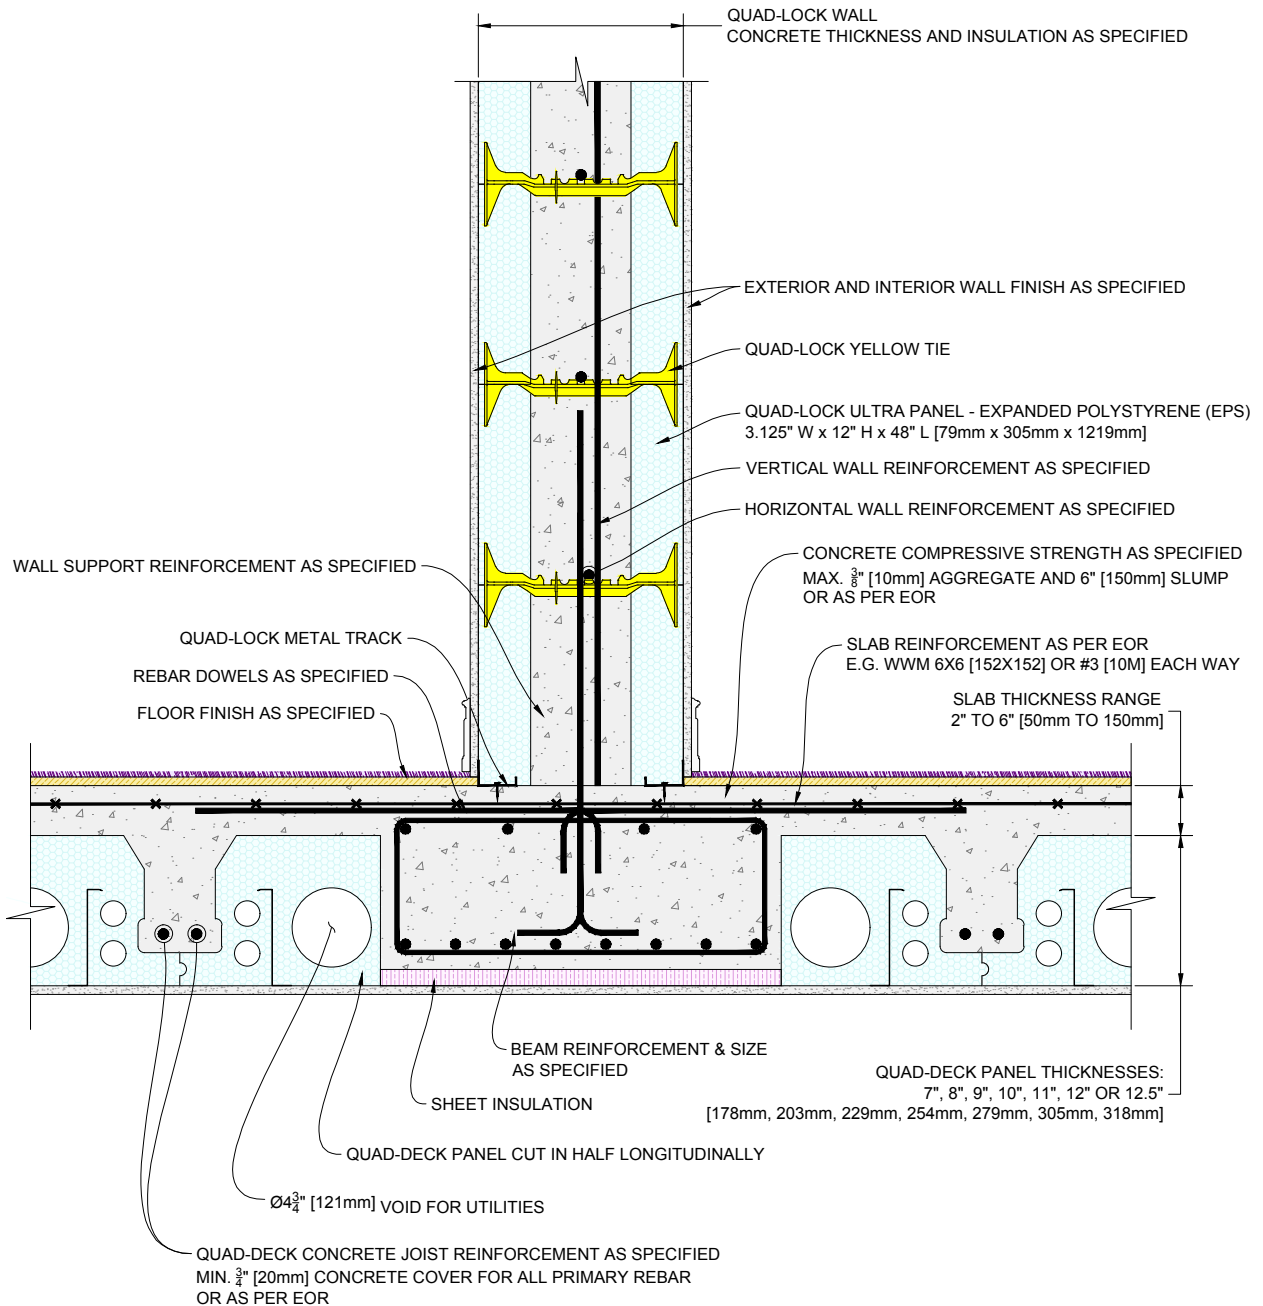 QUAD-LOCK WALL
CONCRETE THICKNESS AND INSULATION AS SPECIFIED
EXTERIOR AND INTERIOR WALL FINISH AS SPECIFIED
QUAD-LOCK YELLOW TIE
QUAD-LOCK ULTRA PANEL - EXPANDED POLYSTYRENE (EPS)
3.125" W x 12" H x 48" L [79mm x 305mm x 1219mm]
VERTICAL WALL REINFORCEMENT AS SPECIFIED
HORIZONTAL WALL REINFORCEMENT AS SPECIFIED
CONCRETE COMPRESSIVE STRENGTH AS SPECIFIED
MAX. 3/8" [10mm] AGGREGATE AND 6" [150mm] SLUMP
OR AS PER EOR
WALL SUPPORT REINFORCEMENT AS SPECIFIED
QUAD-LOCK METAL TRACK
REBAR DOWELS AS SPECIFIED
FLOOR FINISH AS SPECIFIED
SLAB REINFORCEMENT AS PER EOR
E.G. WWM 6X6 [152X152] OR #3 [10M] EACH WAY
SLAB THICKNESS RANGE
2" TO 6" [50mm TO 150mm]
BEAM REINFORCEMENT & SIZE
AS SPECIFIED
QUAD-DECK PANEL THICKNESSES:
7", 8", 9", 10", 11", 12" OR 12.5"
[178mm, 203mm, 229mm, 254mm, 279mm, 305mm, 318mm]
SHEET INSULATION
QUAD-DECK PANEL CUT IN HALF LONGITUDINALLY
Ø4 3/4" [121mm] VOID FOR UTILITIES
QUAD-DECK CONCRETE JOIST REINFORCEMENT AS SPECIFIED
MIN. 3/4" [20mm] CONCRETE COVER FOR ALL PRIMARY REBAR
OR AS PER EOR